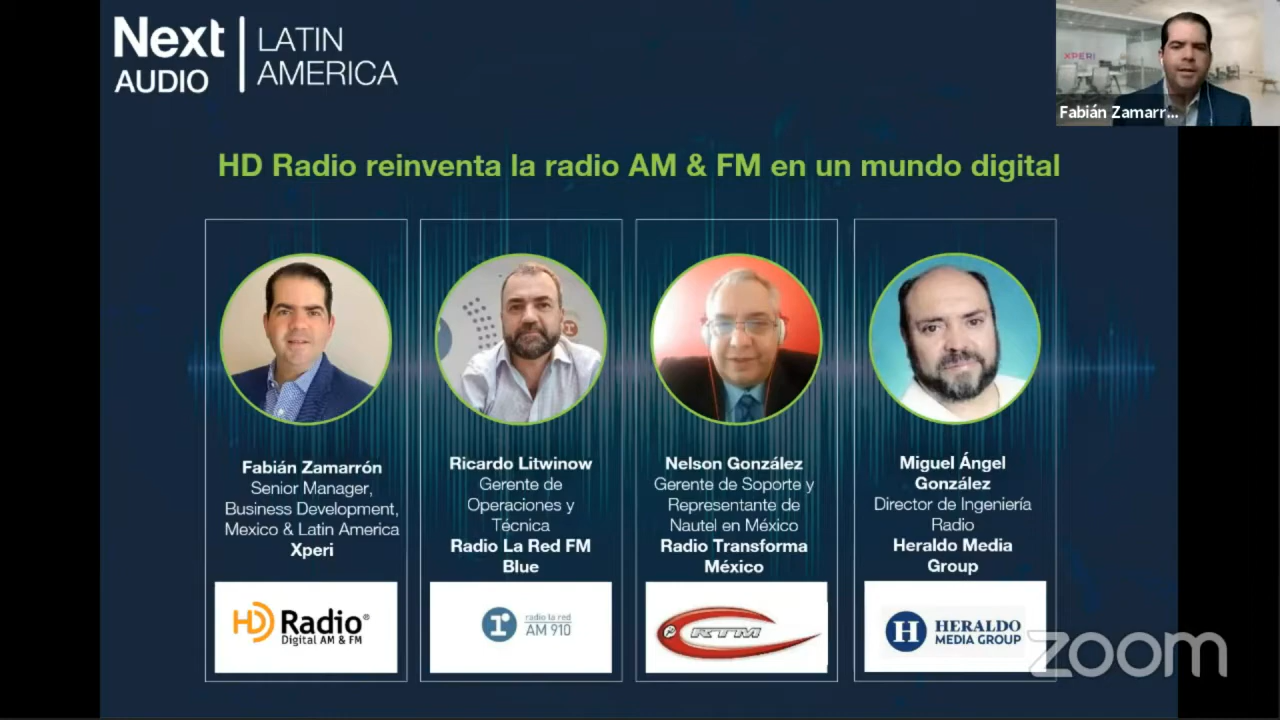 Next
AUDIO
LATIN
AMERICA
XPERI
Fabián Zamarr...
HD Radio reinventa la radio AM & FM en un mundo digital
Fabián Zamarrón
Senior Manager,
Business Development,
Mexico & Latin America
Xperi
HD Radio®
Digital AM & FM
Ricardo Litwinow
Gerente de
Operaciones y
Técnica
Radio La Red FM
Blue
radio la red
AM 910
Nelson González
Gerente de Soporte y
Representante de
Nautel en México
Radio Transforma
México
RTM
Miguel Ángel
González
Director de Ingeniería
Radio
Heraldo Media
Group
H
HERALDO
MEDIA GROUP
zoom